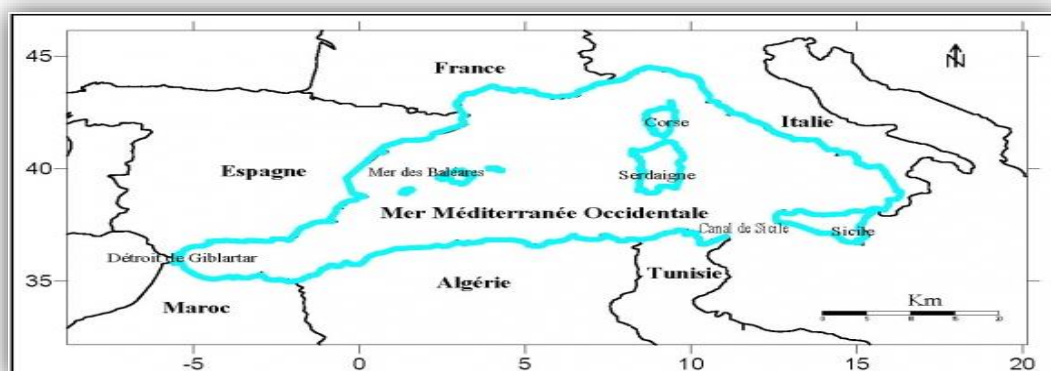 45
France
N
Corse
Italie
40
Espagne
Mer des Baléares
Serdaigne
Mer Méditerranée Occidentale
Canal de Sicile
Sicile
Détroit de Giblartar
35
Algérie
Tunisie
Maroc
Km
-5
0
5
10
15
20